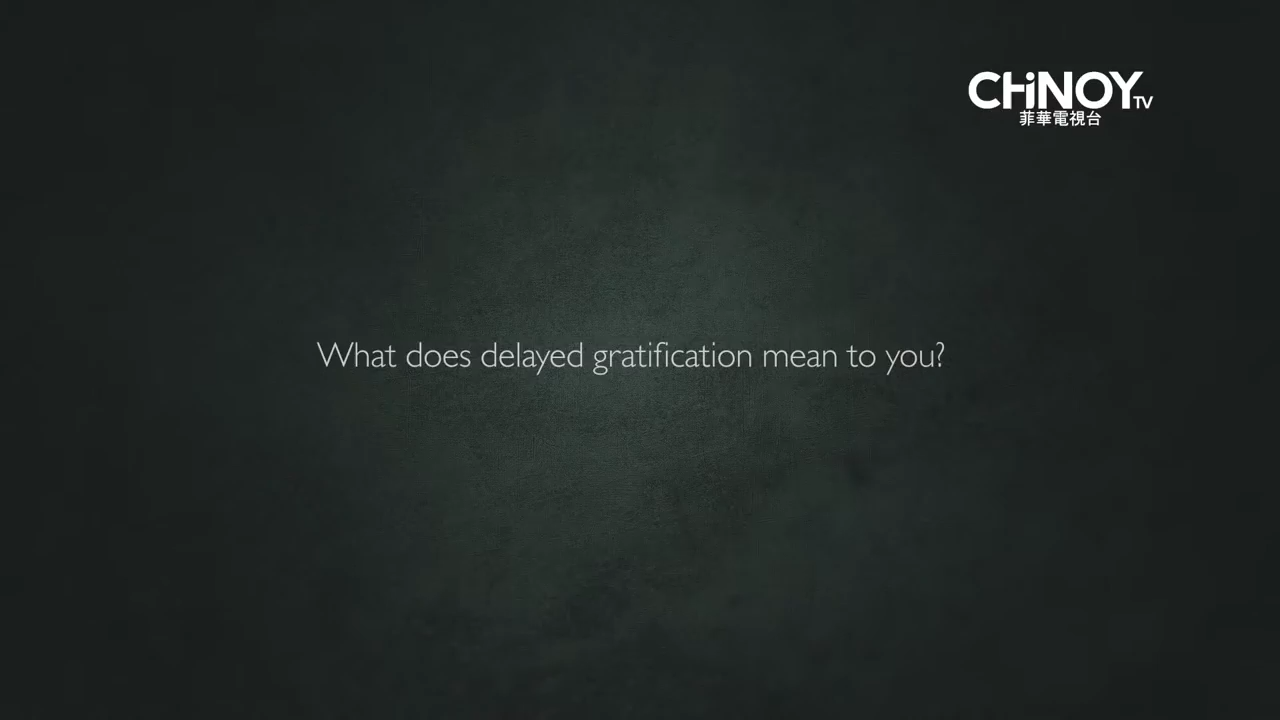 CHiNOY TV
菲華電視台
What does delayed gratification mean to you?